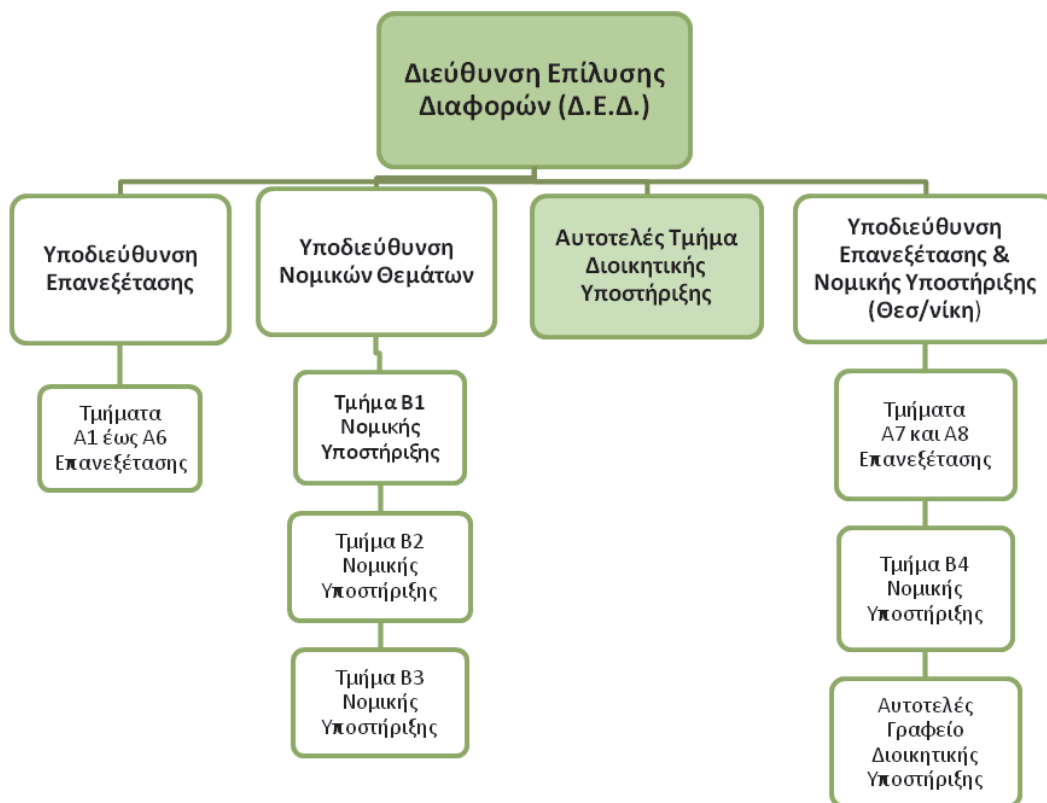 Διεύθυνση Επίλυσης
Διαφορών (Δ.Ε.Δ.)
Υποδιεύθυνση
Επανεξέτασης
Υποδιεύθυνση
Νομικών Θεμάτων
Αυτοτελές Τμήμα
Διοικητικής
Υποστήριξης
Υποδιεύθυνση
Επανεξέτασης &
Νομικής Υποστήριξης
(Θεσ/νίκη)
Τμήματα
Α1 έως Α6
Επανεξέτασης
Τμήμα Β1
Νομικής
Υποστήριξης
Τμήμα Β2
Νομικής
Υποστήριξης
Τμήμα Β3
Νομικής
Υποστήριξης
Τμήματα
Α7 και Α8
Επανεξέτασης
Τμήμα Β4
Νομικής
Υποστήριξης
Αυτοτελές
Γραφείο
Διοικητικής
Υποστήριξης